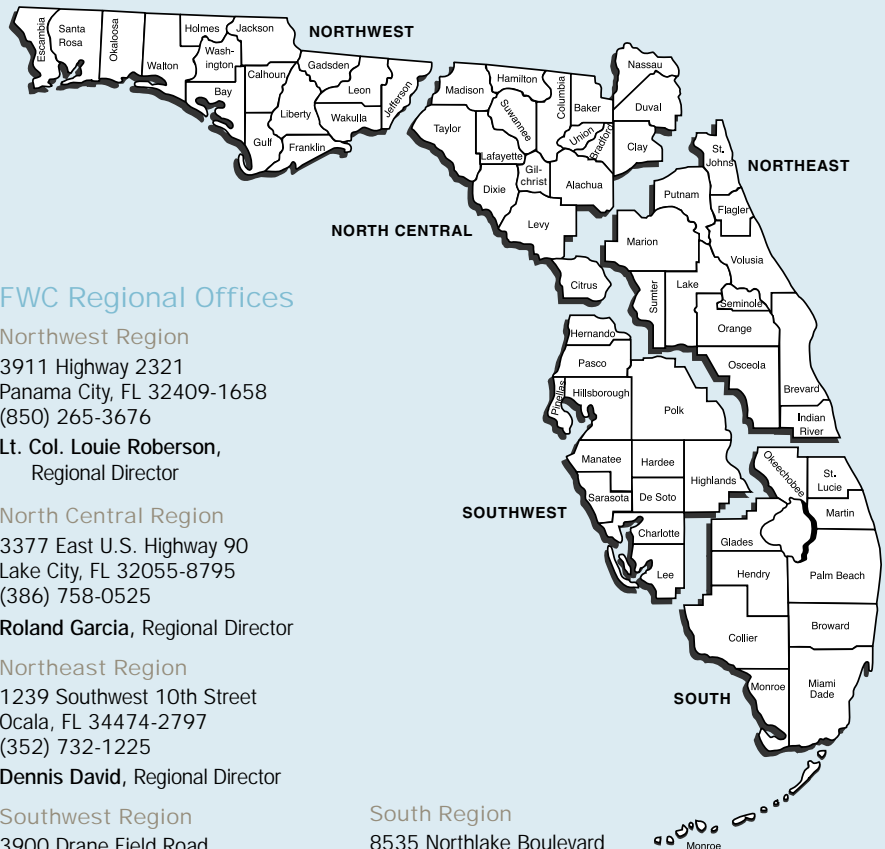 NORTHWEST
Escambia
Santa
Rosa
Okaloosa
Walton
Holmes
Jackson
Wash-
ington
Bay
Calhoun
Gulf
Gadsden
Liberty
Leon
Wakulla
Franklin
Jefferson
NORTH CENTRAL
Madison
Hamilton
Columbia
Baker
Taylor
Suwannee
Union
Bradford
Lafayette
Gil-
christ
Alachua
Dixie
Levy
Citrus
NORTHEAST
Nassau
Duval
Clay
St.
Johns
Putnam
Flagler
Marion
Volusia
Sumter
Lake
Seminole
Orange
Osceola
Brevard
Indian
River
SOUTHWEST
Hernando
Pasco
Pinellas
Hillsborough
Polk
Manatee
Hardee
Highlands
Sarasota
De Soto
Charlotte
Lee
SOUTH
Okeechobee
St.
Lucie
Martin
Glades
Hendry
Palm Beach
Collier
Broward
Monroe
Miami
Dade
Monroe
FWC Regional Offices
Northwest Region
3911 Highway 2321
Panama City, FL 32409-1658
(850) 265-3676
Lt. Col. Louie Roberson,
Regional Director
North Central Region
3377 East U.S. Highway 90
Lake City, FL 32055-8795
(386) 758-0525
Roland Garcia, Regional Director
Northeast Region
1239 Southwest 10th Street
Ocala, FL 34474-2797
(352) 732-1225
Dennis David, Regional Director
Southwest Region
3900 Drane Field Road
South Region
8535 Northlake Boulevard